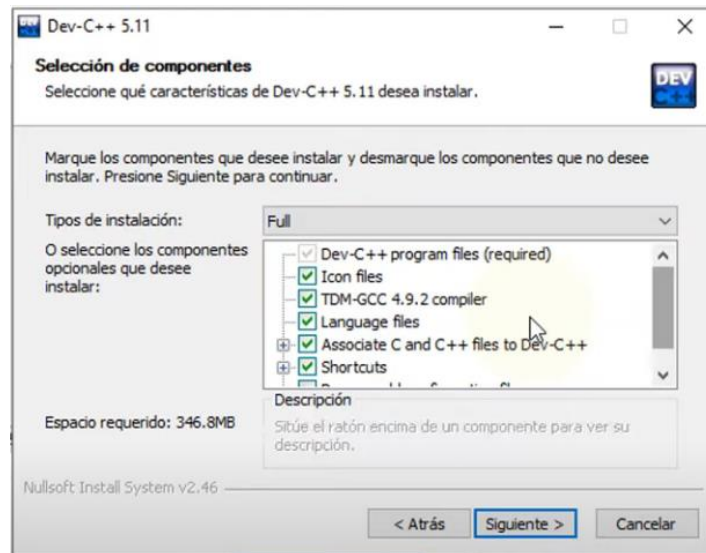 Dev-C++ 5.11
Selección de componentes
Seleccione qué características de Dev-C++ 5.11 desea instalar.
DEV
C++
Marque los componentes que desee instalar y desmarque los componentes que no desee
instalar. Presione Siguiente para continuar.
Tipos de instalación:
Full
O seleccione los componentes
opcionales que desee
instalar:
Dev-C++ program files (required)
Icon files
TDM-GCC 4.9.2 compiler
Language files
Associate C and C++ files to Dev-C++
Shortcuts
Espacio requerido: 346.8MB
Descripción
Sitúe el ratón encima de un componente para ver su
descripción.
Nullsoft Install System v2.46
< Atrás
Siguiente >
Cancelar